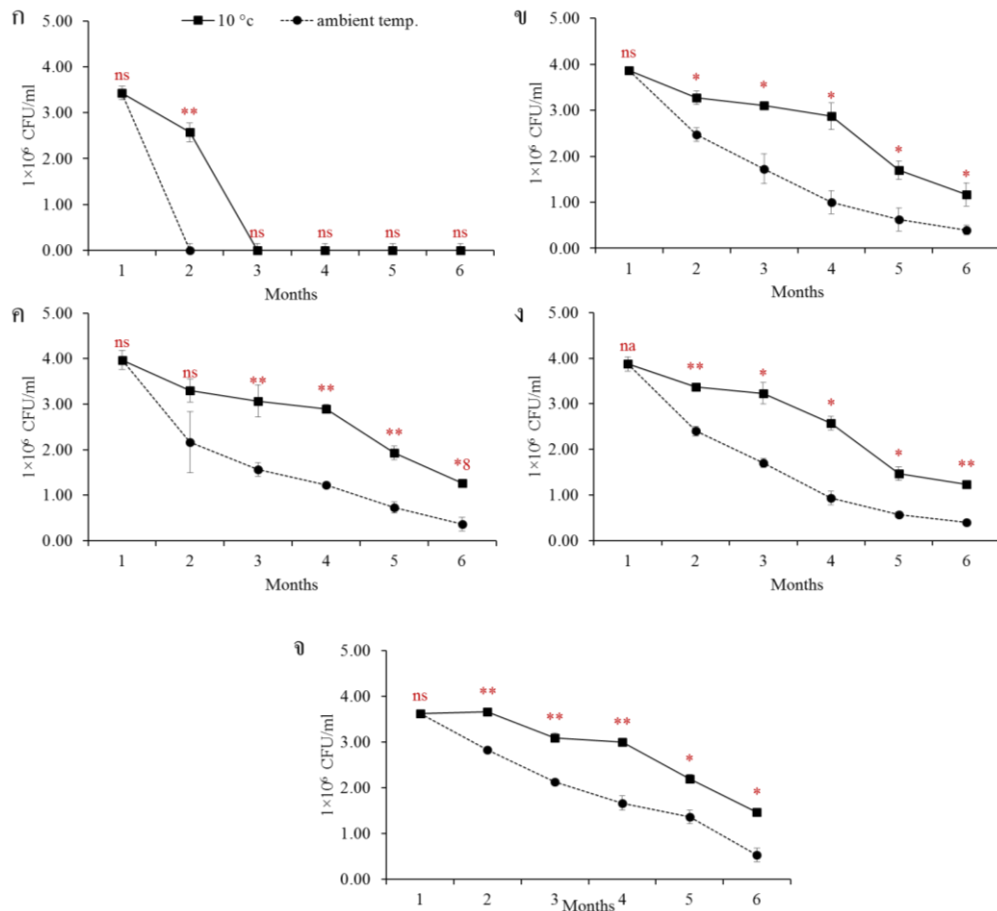 ก
10 °c
ambient temp.
5.00
4.00
3.00
2.00
1.00
0.00
1×10⁶ CFU/ml
ns
**
ns
ns
ns
ns
1 2 3 4 5 6
Months
ข
5.00
4.00
3.00
2.00
1.00
0.00
1×10⁶ CFU/ml
ns
*
*
*
*
*
1 2 3 4 5 6
Months
ค
5.00
4.00
3.00
2.00
1.00
0.00
1×10⁶ CFU/ml
ns
ns
**
**
**
*8
1 2 3 4 5 6
Months
ง
5.00
4.00
3.00
2.00
1.00
0.00
1×10⁶ CFU/ml
na
**
*
*
*
**
1 2 3 4 5 6
Months
จ
5.00
4.00
3.00
2.00
1.00
0.00
1×10⁶ CFU/ml
ns
**
**
**
*
*
1 2 3 4 5 6
Months